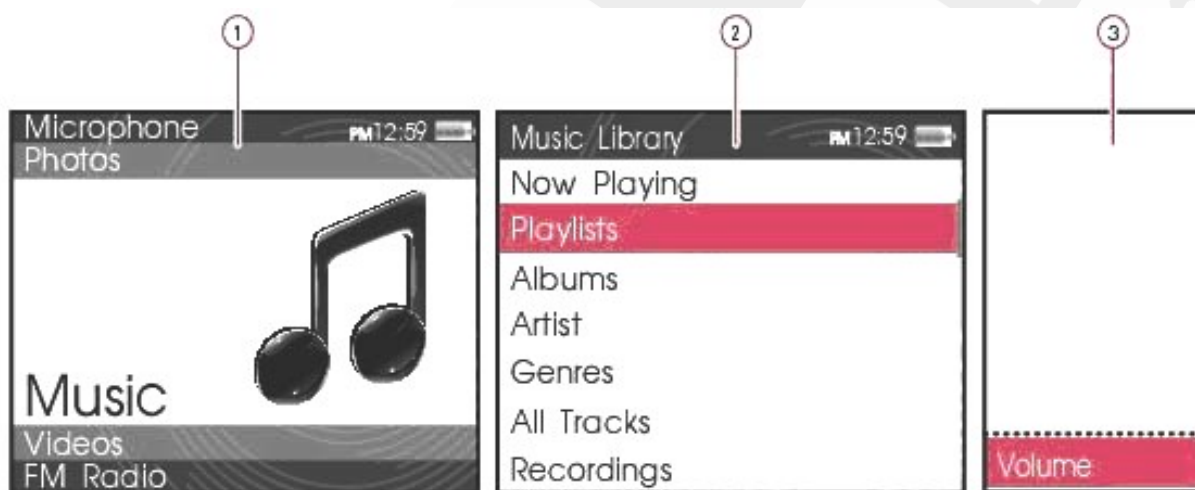 1
2
3
Microphone PM12:59
Photos
Music
Videos
FM Radio
Music Library PM12:59
Now Playing
Playlists
Albums
Artist
Genres
All Tracks
Recordings
Volume